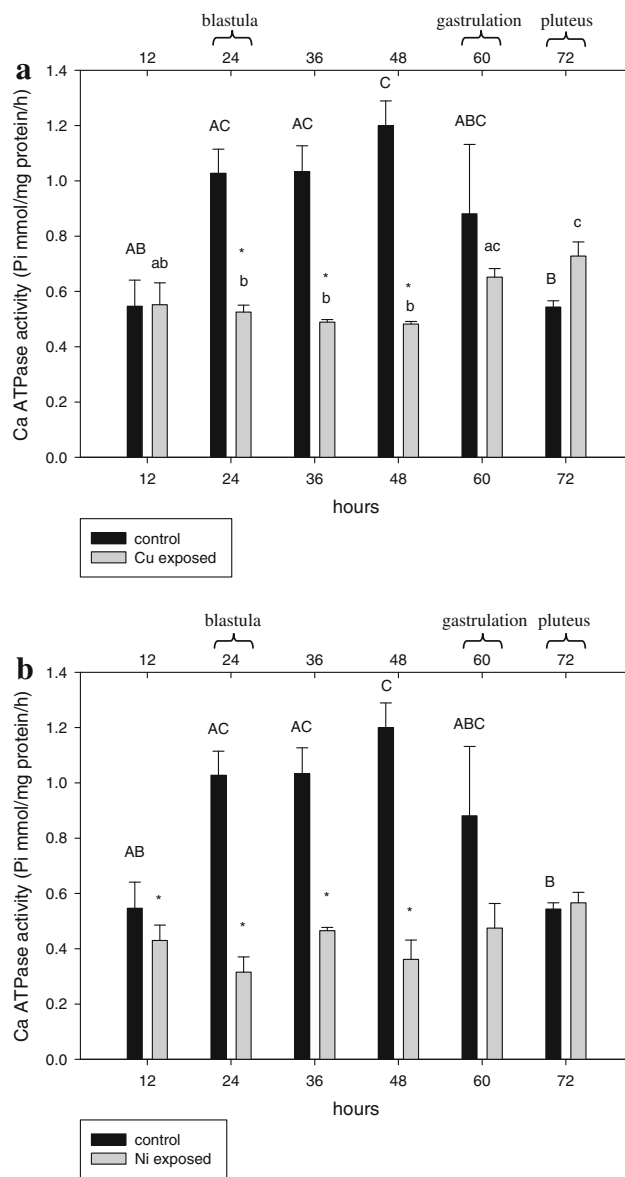 blastula gastrulation pluteus
a
12 24 36 48 60 72
1.4
C
1.2
AC AC ABC
1.0
0.8
c
*
AB ab * * ac B
b b b
0.6
0.4
0.2
0.0
Ca ATPase activity (Pi mmol/mg protein/h)
12 24 36 48 60 72
hours
control
Cu exposed
blastula gastrulation pluteus
b
12 24 36 48 60 72
1.4
C
AC AC ABC
1.2
1.0
0.8
AB B
0.6
* * * *
0.4
0.2
0.0
Ca ATPase activity (Pi mmol/mg protein/h)
12 24 36 48 60 72
hours
control
Ni exposed